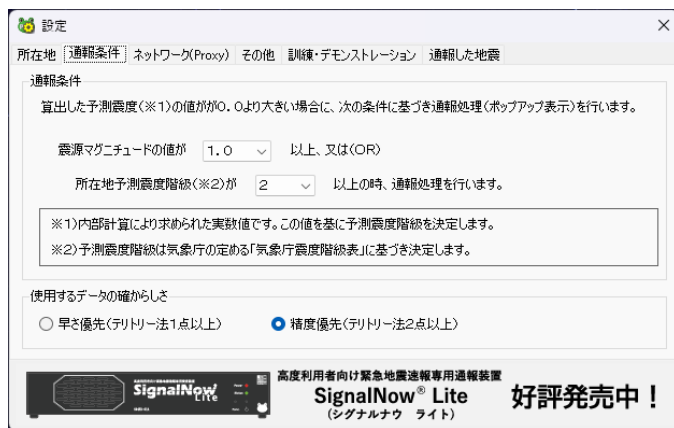 設定
所在地 通報条件 ネットワーク(Proxy) その他 訓練・デモンストレーション 通報した地震
通報条件
算出した予測震度(※1)の値がが0.0より大きい場合に、次の条件に基づき通報処理(ポップアップ表示)を行います。
震源マグニチュードの値が 1.0 以上、又は(OR)
所在地予測震度階級(※2)が 2 以上の時、通報処理を行います。
※1)内部計算により求められた実数値です。この値を基に予測震度階級を決定します。
※2)予測震度階級は気象庁の定める「気象庁震度階級表」に基づき決定します。
使用するデータの確からしさ
早さ優先(テリトリー法1点以上) 精度優先(テリトリー法2点以上)
SignalNow Lite
高度利用者向け緊急地震速報専用通報装置
SignalNow® Lite
(シグナルナウ ライト)
好評発売中!